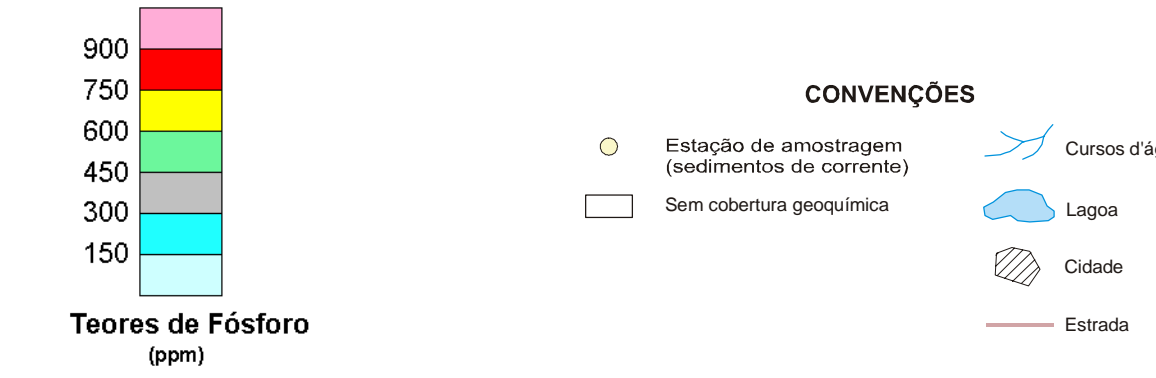 900
750
600
450
300
150
Teores de Fósforo
(ppm)
CONVENÇÕES
Estação de amostragem
(sedimentos de corrente)
Sem cobertura geoquímica
Cursos
Lagoa
Cidade
Estrada